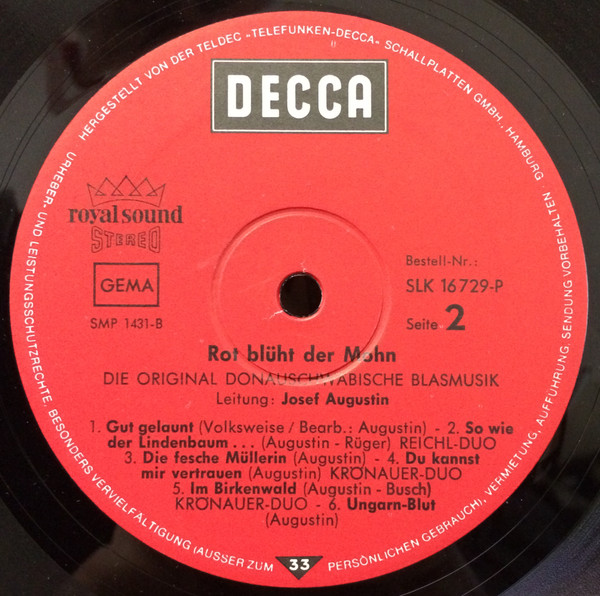 HERGESTELLT VON DER TELDEC »TELEFUNKEN-DECCA« SCHALLPLATTEN GMBH., HAMBURG
DECCA
royal sound
STEREO
GEMA
SMP 1431-B
Bestell-Nr.:
SLK 16 729-P
Seite 2
Rot blüht der Mohn
DIE ORIGINAL DONAUSCHWÄBISCHE BLASMUSIK
Leitung: Josef Augustin
1. Gut gelaunt (Volksweise / Bearb.: Augustin) - 2. So wie
der Lindenbaum . . . (Augustin - Rüger) REICHL-DUO
3. Die fesche Müllerin (Augustin) - 4. Du kannst
mir vertrauen (Augustin) KRÖNAUER-DUO
5. Im Birkenwald (Augustin - Busch)
KRÖNAUER-DUO - 6. Ungarn-Blut
(Augustin)
URHEBER- UND LEISTUNGSSCHUTZRECHTE, BESONDERS VERVIELFÄLTIGUNG (AUSSER ZUM PERSÖNLICHEN GEBRAUCH), VERMIETUNG, AUFFÜHRUNG, SENDUNG VORBEHALTEN
33